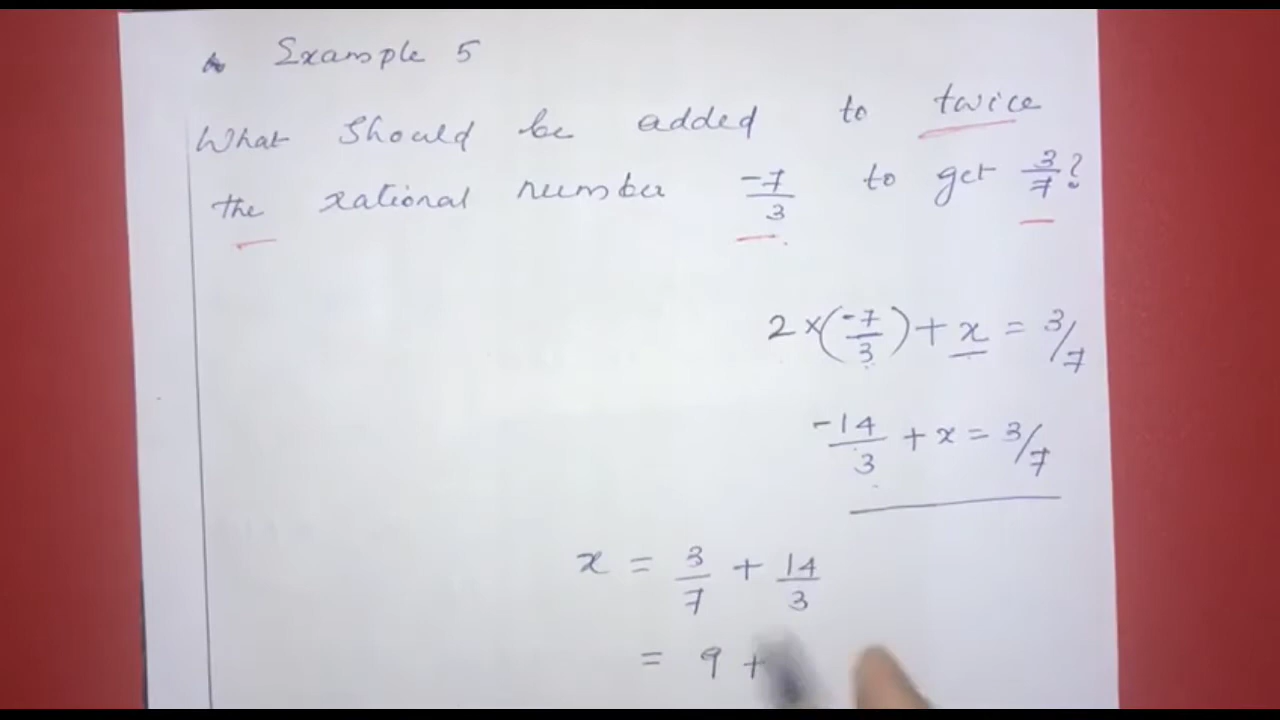 Example 5
What should be added to twice
the rational number -7/3 to get 3/7?
2×(-7/3)+x = 3/7
-14/3 + x = 3/7
x = 3/7 + 14/3
= 9 +